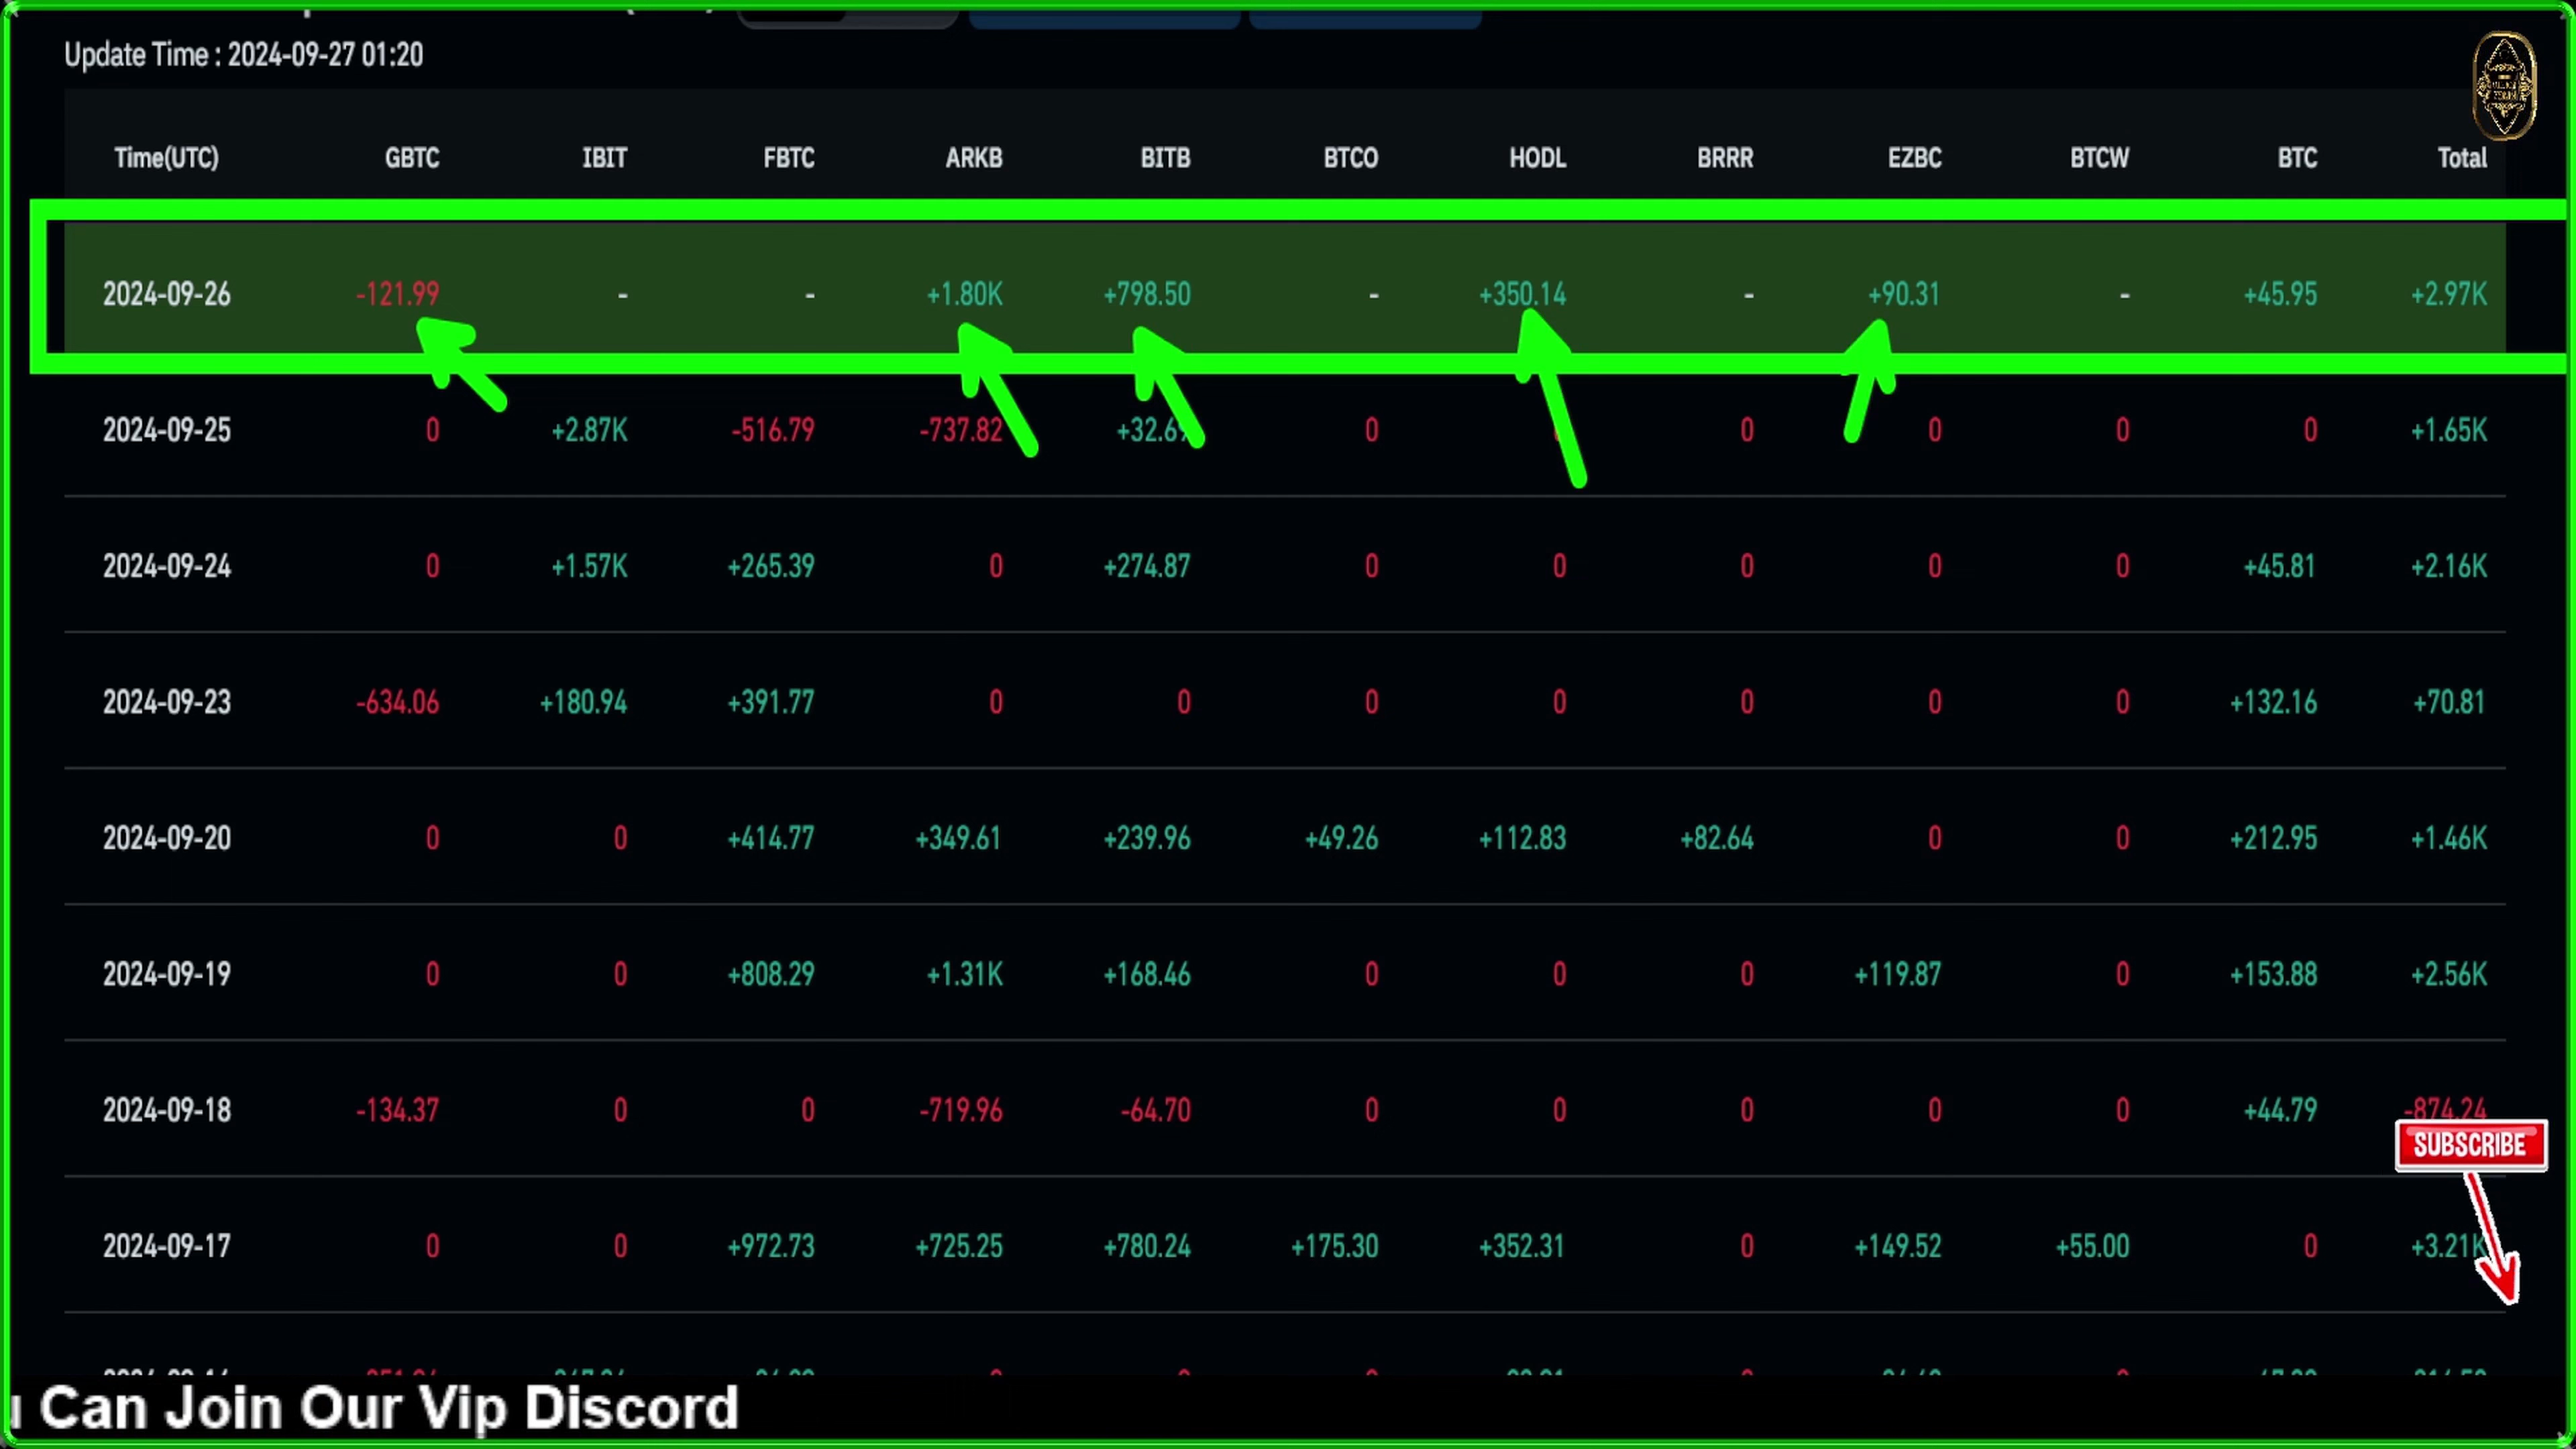 Update Time : 2024-09-27 01:20
Time(UTC) GBTC IBIT FBTC ARKB BITB BTCO HODL BRRR EZBC BTCW BTC Total
2024-09-26 -121.99 - - +1.80K +798.50 - +350.14 - +90.31 - +45.95 +2.97K
2024-09-25 0 +2.87K -516.79 -737.82 0 0 0 0 0 +1.65K
2024-09-24 0 +1.57K +265.39 0 +274.87 0 0 0 0 0 +45.81 +2.16K
2024-09-23 -634.06 +180.94 +391.77 0 0 0 0 0 0 0 +132.16 +70.81
2024-09-20 0 0 +414.77 +349.61 +239.96 +49.26 +112.83 +82.64 0 0 +212.95 +1.46K
2024-09-19 0 0 +808.29 +1.31K +168.46 0 0 0 +119.87 0 +153.88 +2.56K
2024-09-18 -134.37 0 0 -719.96 -64.70 0 0 0 0 0 +44.79 -874.24
SUBSCRIBE
2024-09-17 0 0 +972.73 +725.25 +780.24 +175.30 +352.31 0 +149.52 +55.00 0 +3.21K
Can Join Our Vip Discord